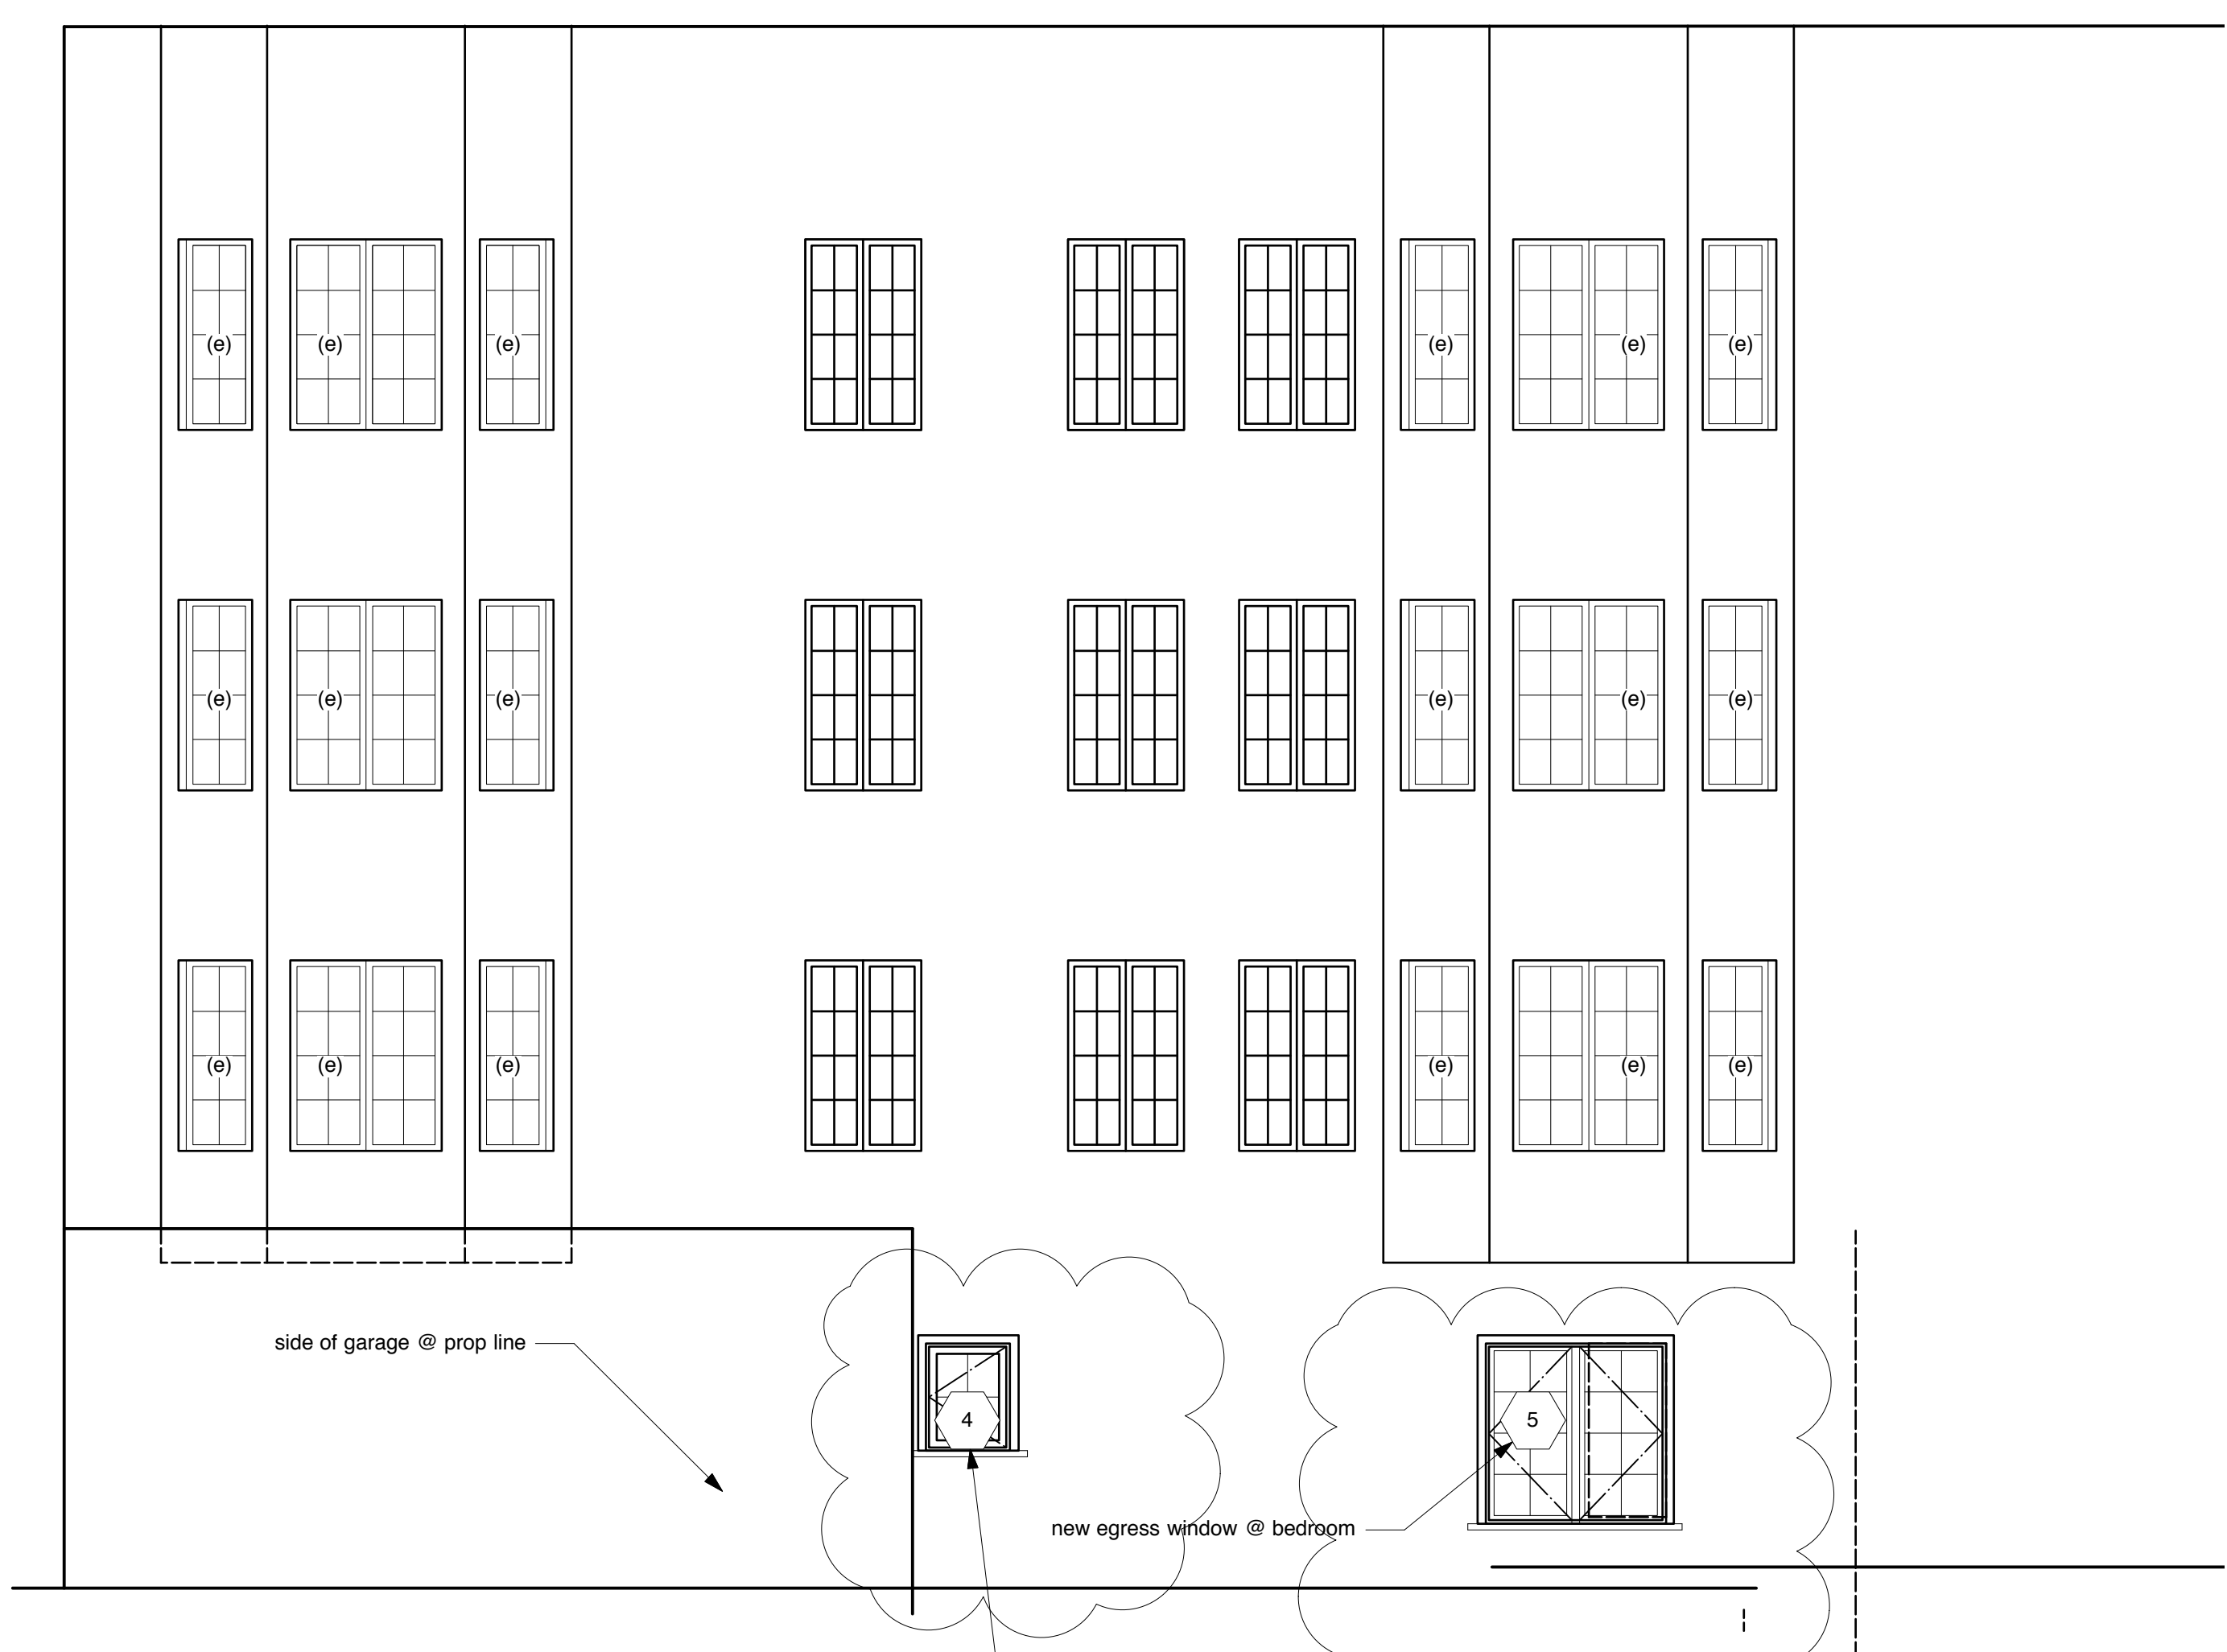 (e) (e) (e) (e) (e) (e)
(e) (e) (e) (e) (e) (e)
(e) (e) (e) (e) (e) (e)
side of garage @ prop line
4
5
new egress window @ bedroom